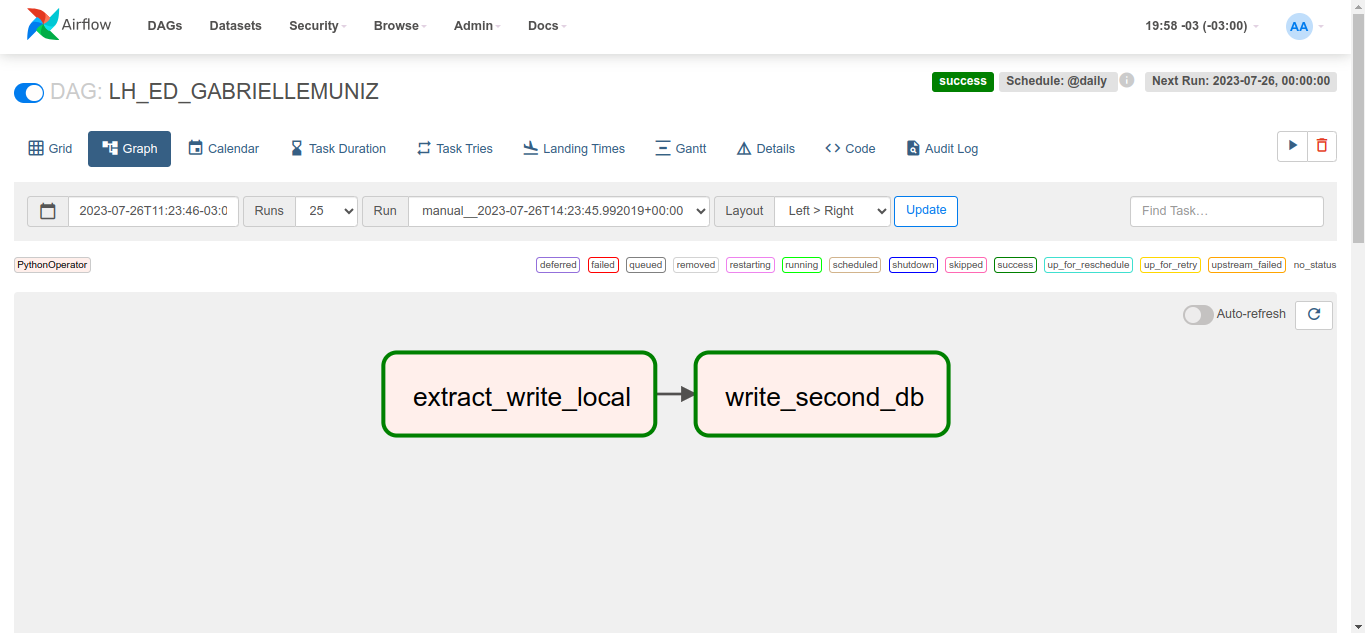 Airflow DAGs Datasets Security Browse Admin Docs 19:58 -03 (-03:00) AA
DAG: LH_ED_GABRIELLEMUNIZ success Schedule: @daily i Next Run: 2023-07-26, 00:00:00
Grid Graph Calendar Task Duration Task Tries Landing Times Gantt Details Code Audit Log
2023-07-26T11:23:46-03:0 Runs 25 Run manual__2023-07-26T14:23:45.992019+00:00 Layout Left > Right Update Find Task...
PythonOperator deferred failed queued removed restarting running scheduled shutdown skipped success up_for_reschedule up_for_retry upstream_failed no_status
Auto-refresh
extract_write_local write_second_db